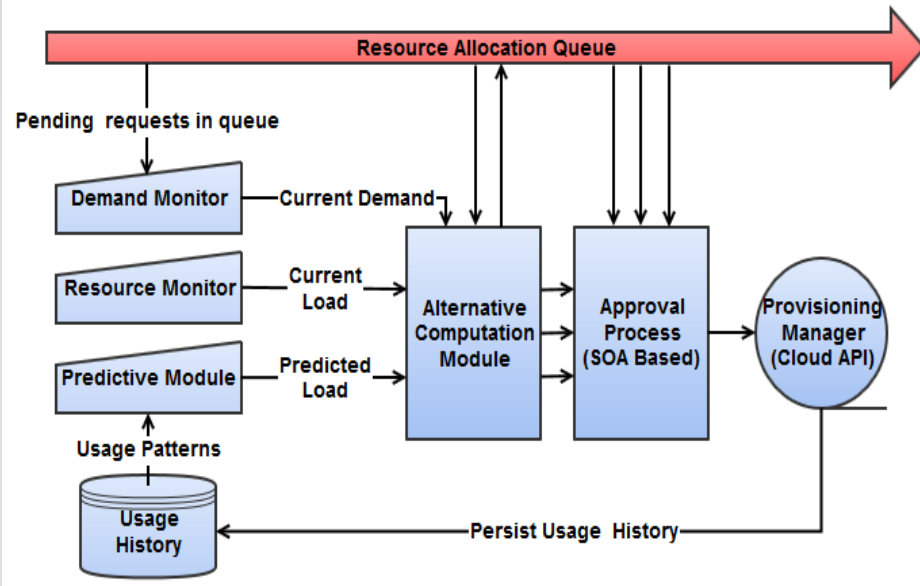 Resource Allocation Queue
Pending requests in queue
Demand Monitor
Current Demand
Resource Monitor
Current
Load
Predictive Module
Predicted
Load
Alternative
Computation
Module
Approval
Process
(SOA Based)
Provisioning
Manager
(Cloud API)
Usage Patterns
Usage
History
Persist Usage History